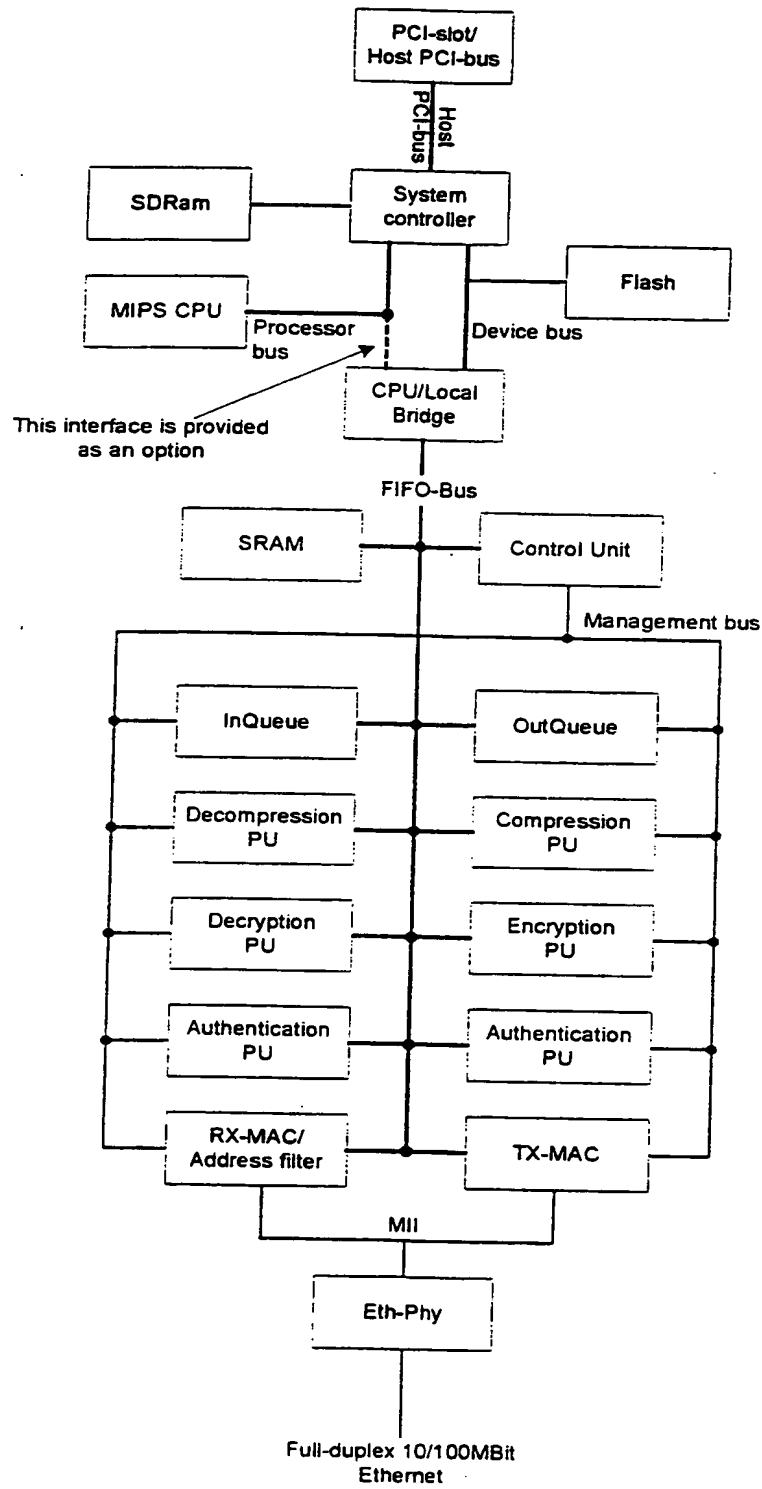 PCI-slot/
Host PCI-bus
Host
PCI-bus
SDRam
System
controller
MIPS CPU
Flash
Processor
bus
Device bus
CPU/Local
Bridge
This interface is provided
as an option
FIFO-Bus
SRAM
Control Unit
Management bus
InQueue
OutQueue
Decompression
PU
Compression
PU
Decryption
PU
Encryption
PU
Authentication
PU
Authentication
PU
RX-MAC/
Address filter
TX-MAC
MII
Eth-Phy
Full-duplex 10/100MBit
Ethernet